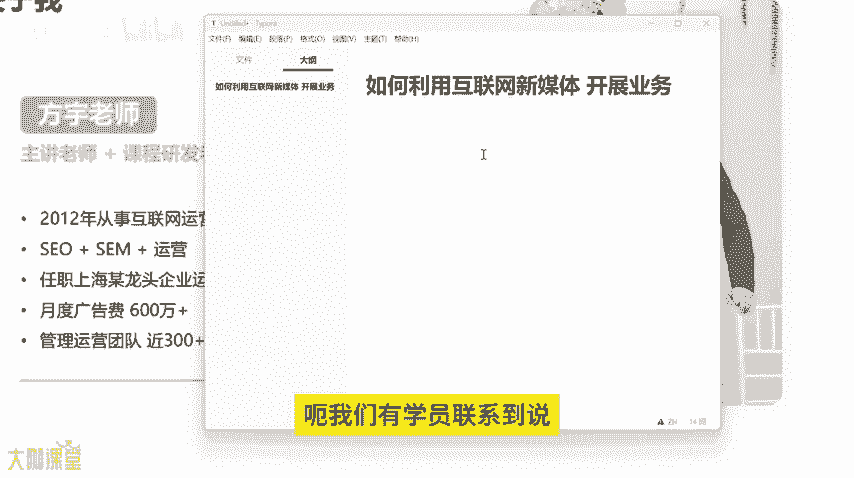 Untitled - Typora
文件(F) 编辑(E) 段落(P) 格式(O) 视图(V) 主题(T) 帮助(H)
文件 大纲
如何利用互联网新媒体 开展业务
如何利用互联网新媒体 开展业务
方宇老师
主讲老师 + 课程研发
2012年从事互联网运营
SEO + SEM + 运营
任职上海某龙头企业运
月度广告费 600万+
管理运营团队 近300+
呃我们有学员联系到说
ZH 14 词
课堂